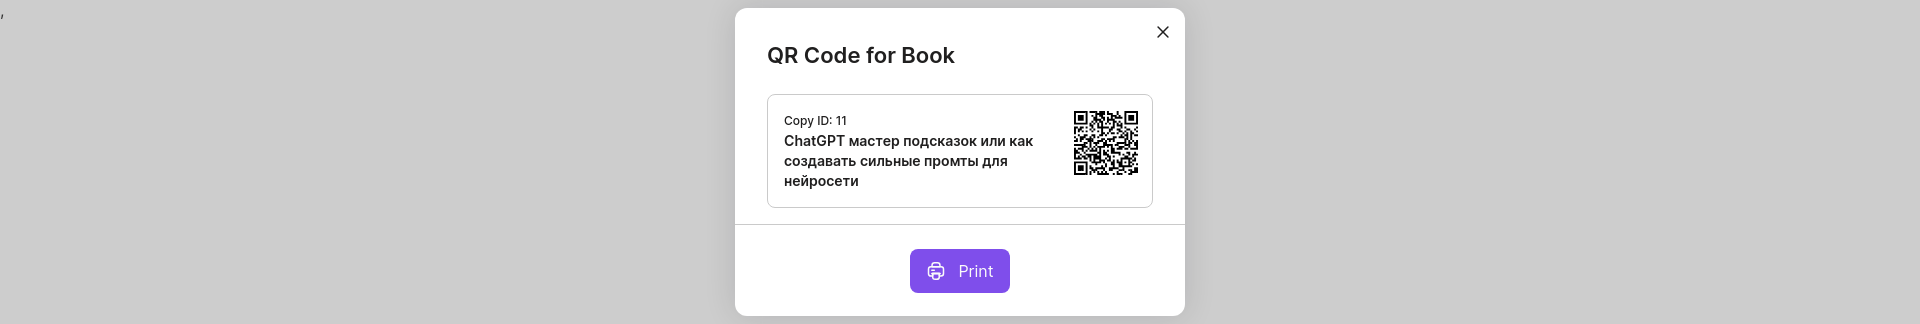 ,
QR Code for Book
Copy ID: 11
ChatGPT мастер подсказок или как
создавать сильные промты для
нейросети
Print